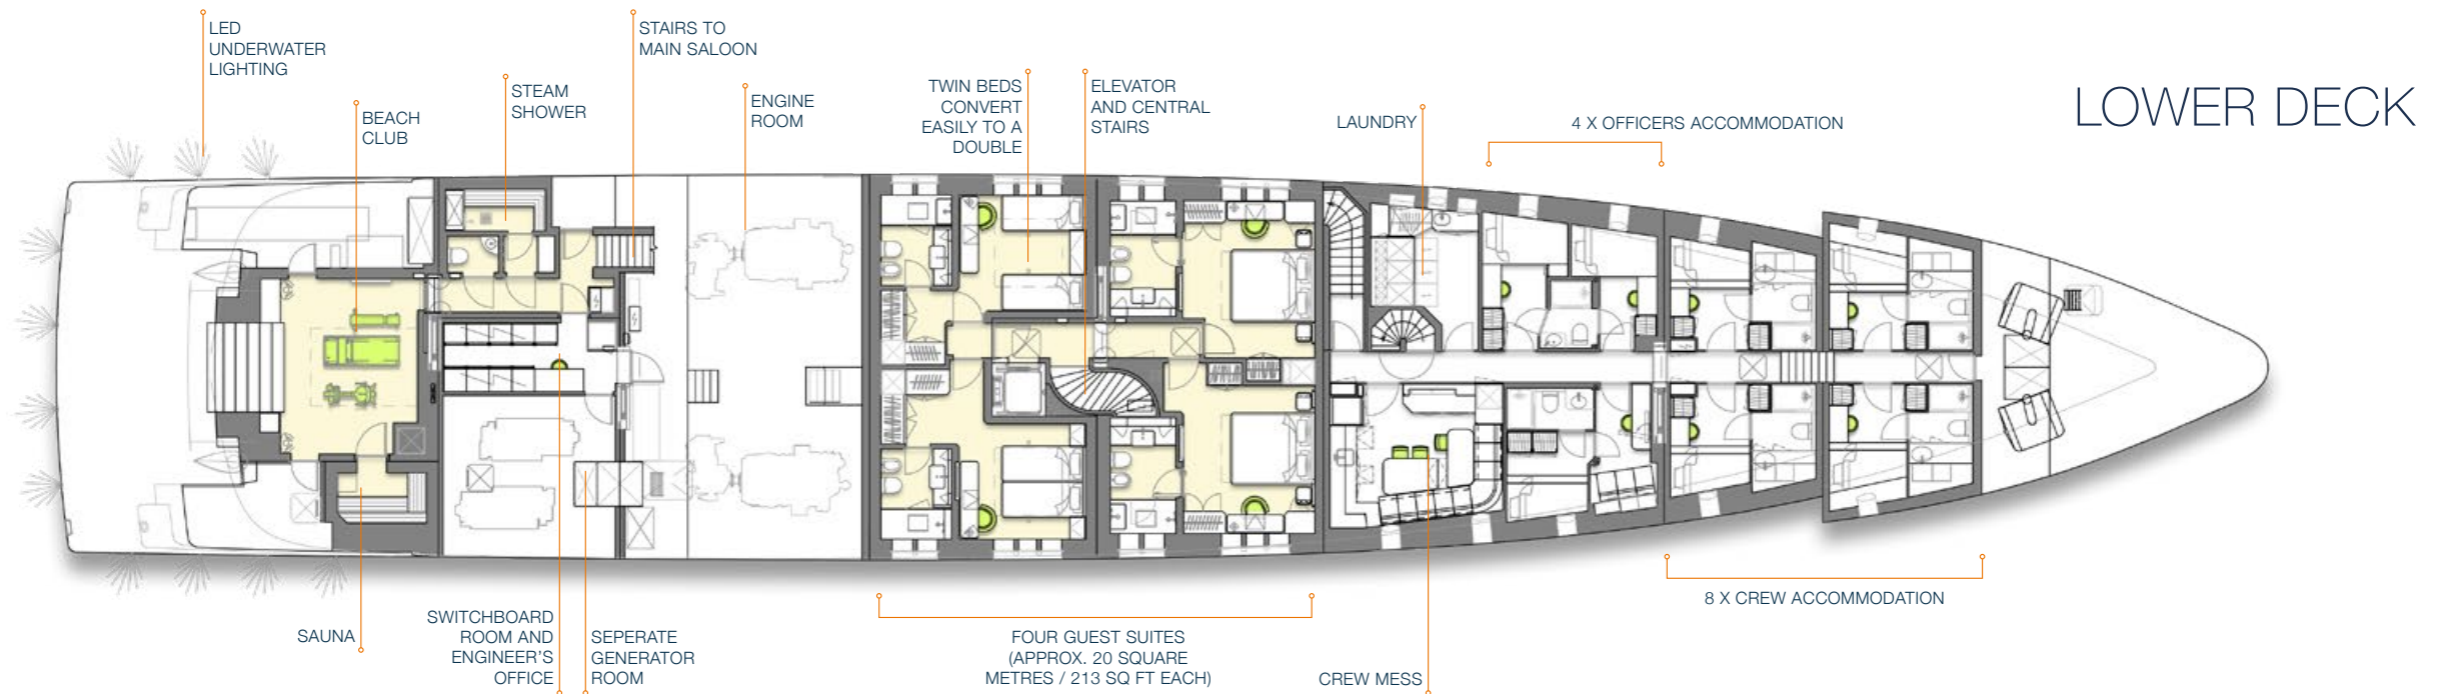 LOWER DECK
LED
UNDERWATER
LIGHTING
BEACH
CLUB
STEAM
SHOWER
STAIRS TO
MAIN SALOON
ENGINE
ROOM
TWIN BEDS
CONVERT
EASILY TO A
DOUBLE
ELEVATOR
AND CENTRAL
STAIRS
LAUNDRY
4 X OFFICERS ACCOMMODATION
SAUNA
SWITCHBOARD
ROOM AND
ENGINEER'S
OFFICE
SEPERATE
GENERATOR
ROOM
FOUR GUEST SUITES
(APPROX. 20 SQUARE
METRES / 213 SQ FT EACH)
CREW MESS
8 X CREW ACCOMMODATION